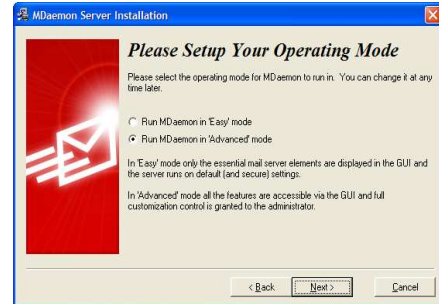 MDaemon Server Installation
Please Setup Your Operating Mode
Please select the operating mode for MDaemon to run in. You can change it at any
time later.
Run MDaemon in 'Easy' mode
Run MDaemon in 'Advanced' mode
In 'Easy' mode only the essential mail server elements are displayed in the GUI and
the server runs on default (and secure) settings.
In 'Advanced' mode all the features are accessible via the GUI and full
customization control is granted to the administrator.
< Back
Next >
Cancel